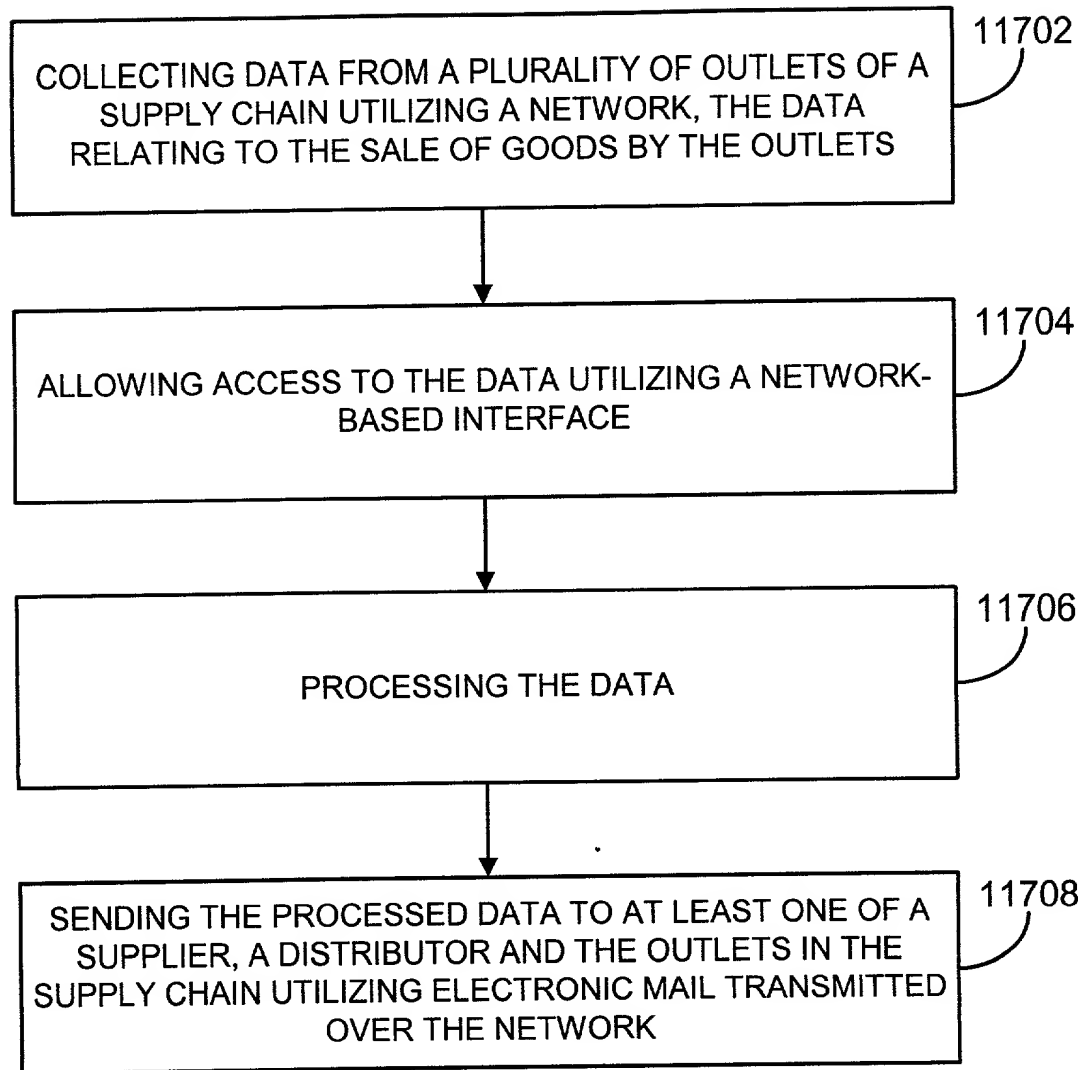 11702
COLLECTING DATA FROM A PLURALITY OF OUTLETS OF A
SUPPLY CHAIN UTILIZING A NETWORK, THE DATA
RELATING TO THE SALE OF GOODS BY THE OUTLETS
11704
ALLOWING ACCESS TO THE DATA UTILIZING A NETWORK-
BASED INTERFACE
11706
PROCESSING THE DATA
11708
SENDING THE PROCESSED DATA TO AT LEAST ONE OF A
SUPPLIER, A DISTRIBUTOR AND THE OUTLETS IN THE
SUPPLY CHAIN UTILIZING ELECTRONIC MAIL TRANSMITTED
OVER THE NETWORK